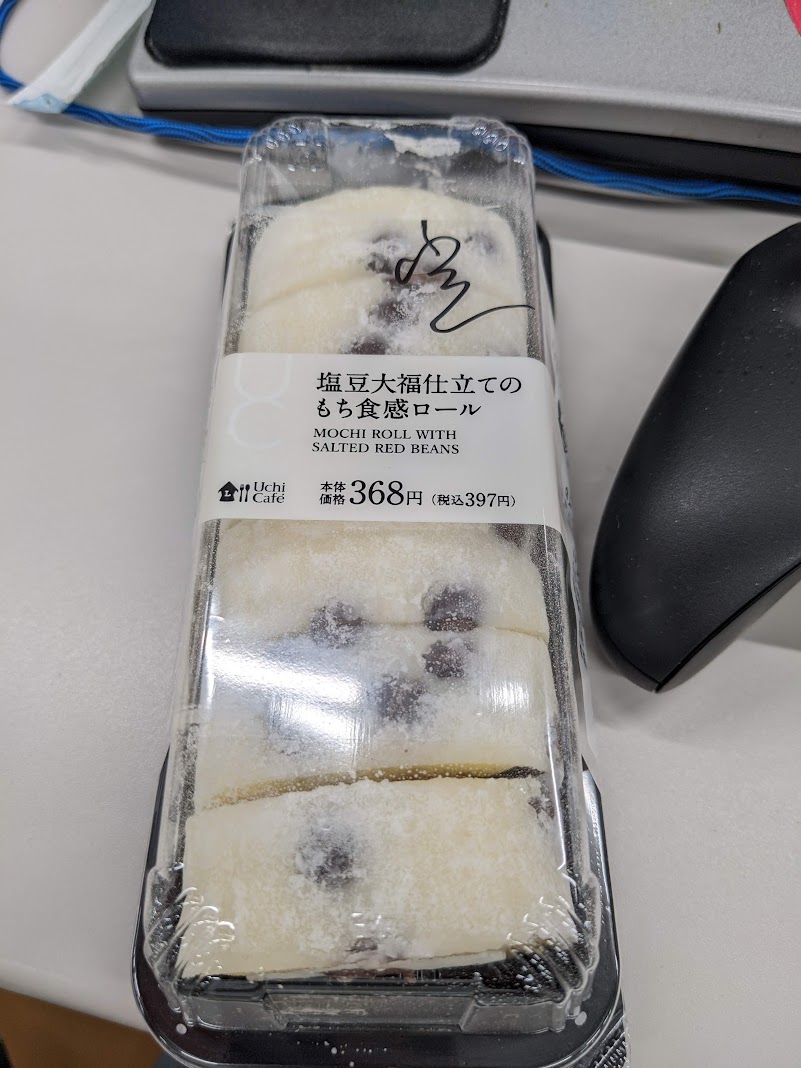 UC
塩豆大福仕立ての
もち食感ロール
MOCHI ROLL WITH
SALTED RED BEANS
Uchi
Café
本体
価格 368円 (税込397円)